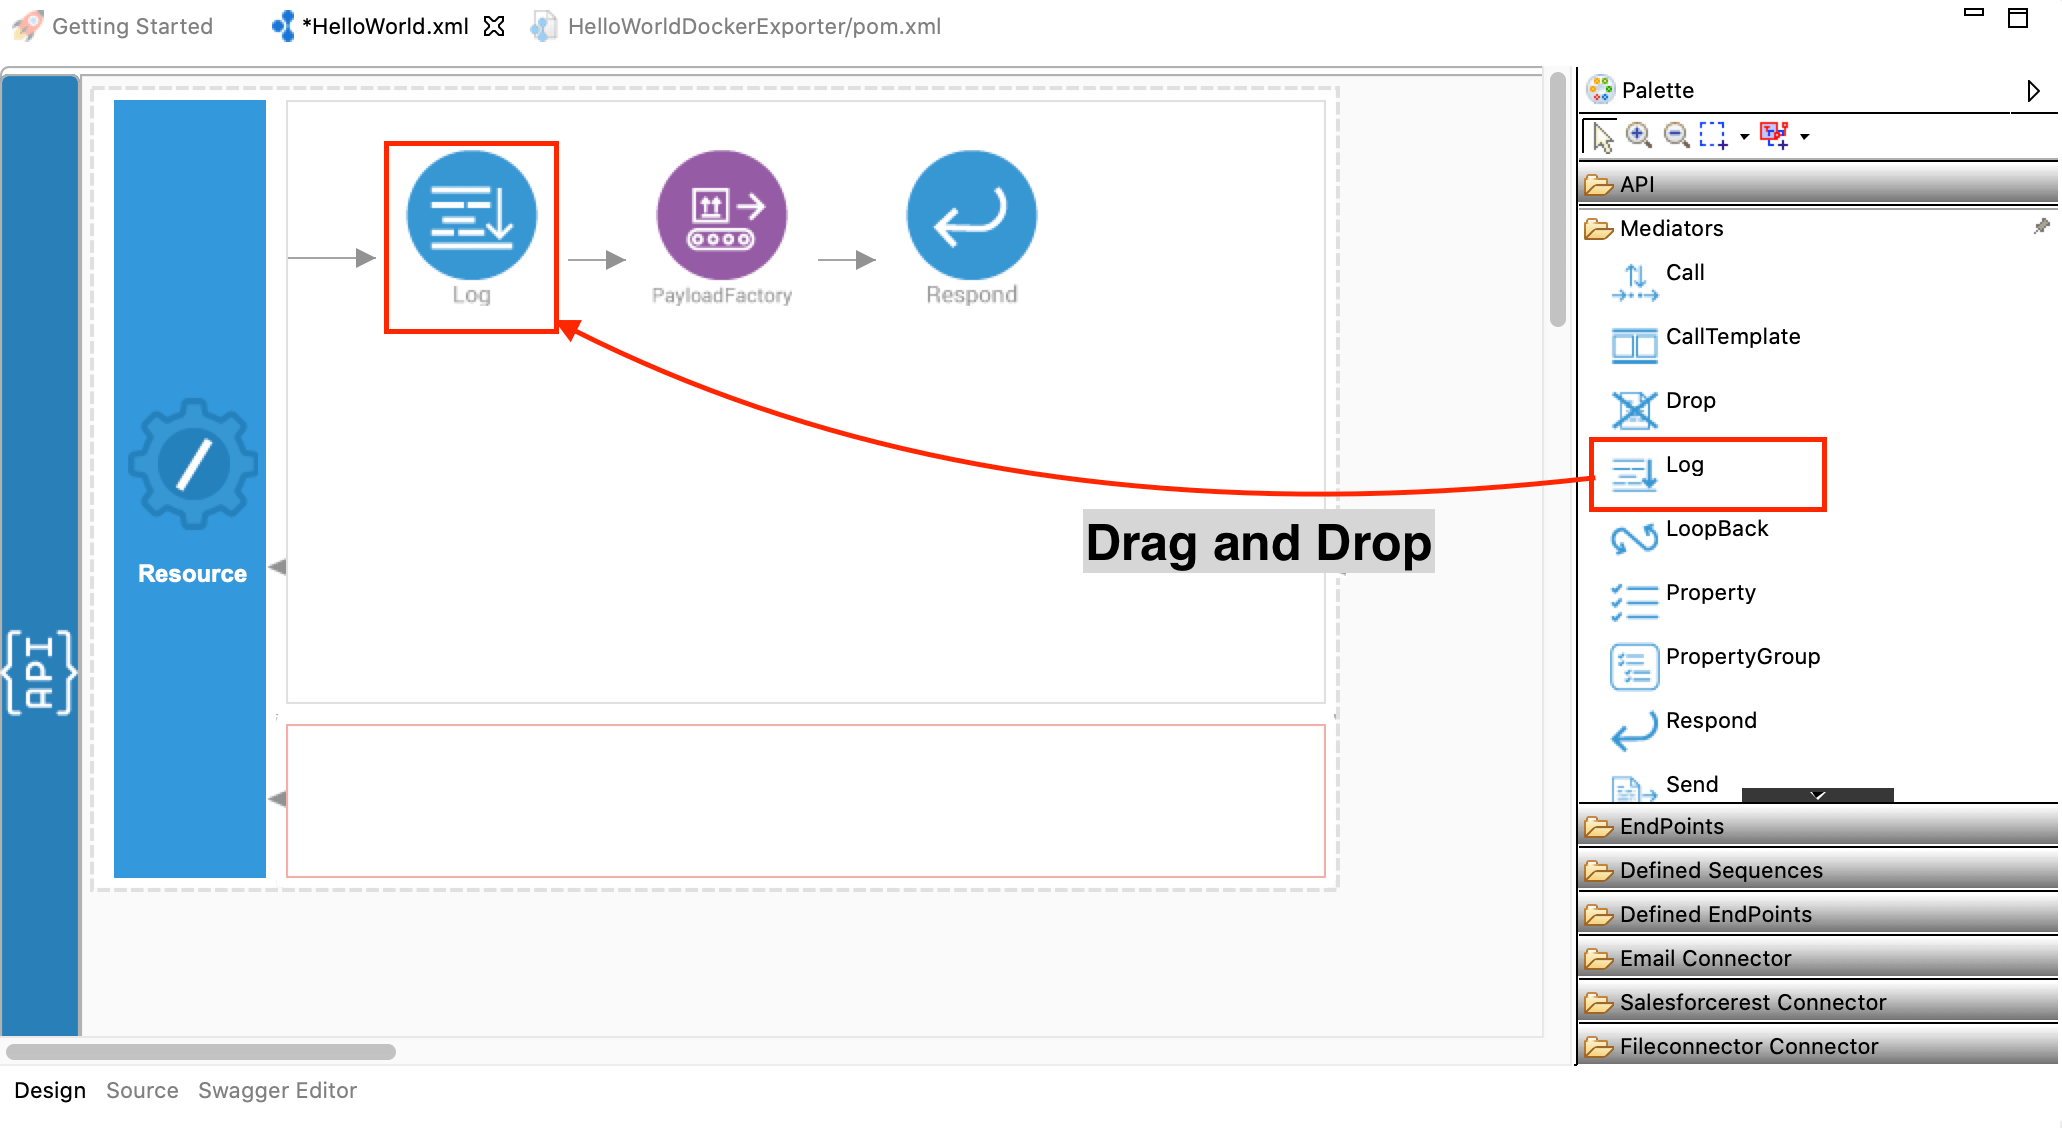 Getting Started
*HelloWorld.xml
HelloWorldDockerExporter/pom.xml
API
Resource
Log
PayloadFactory
Respond
Drag and Drop
Palette
API
Mediators
Call
CallTemplate
Drop
Log
LoopBack
Property
PropertyGroup
Respond
Send
EndPoints
Defined Sequences
Defined EndPoints
Email Connector
Salesforcerest Connector
Fileconnector Connector
Design
Source
Swagger Editor